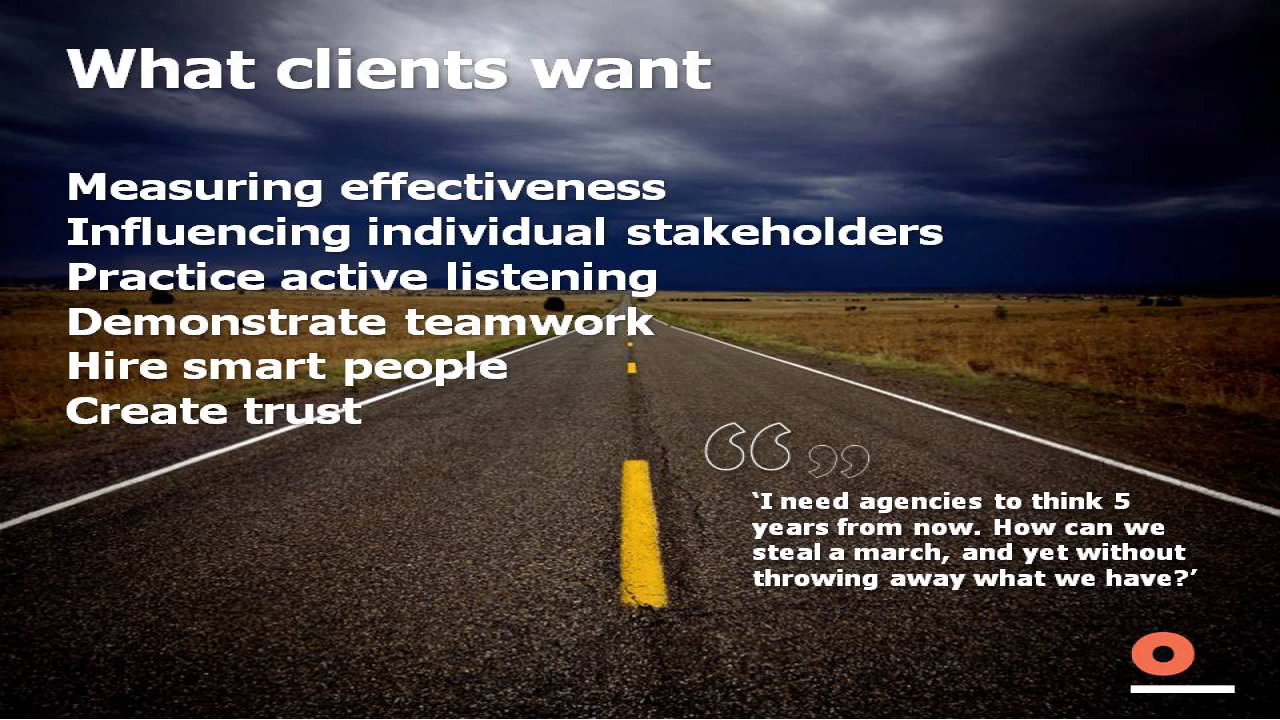 What clients want
Measuring effectiveness
Influencing individual stakeholders
Practice active listening
Demonstrate teamwork
Hire smart people
Create trust
‘I need agencies to think 5
years from now. How can we
steal a march, and yet without
throwing away what we have?’